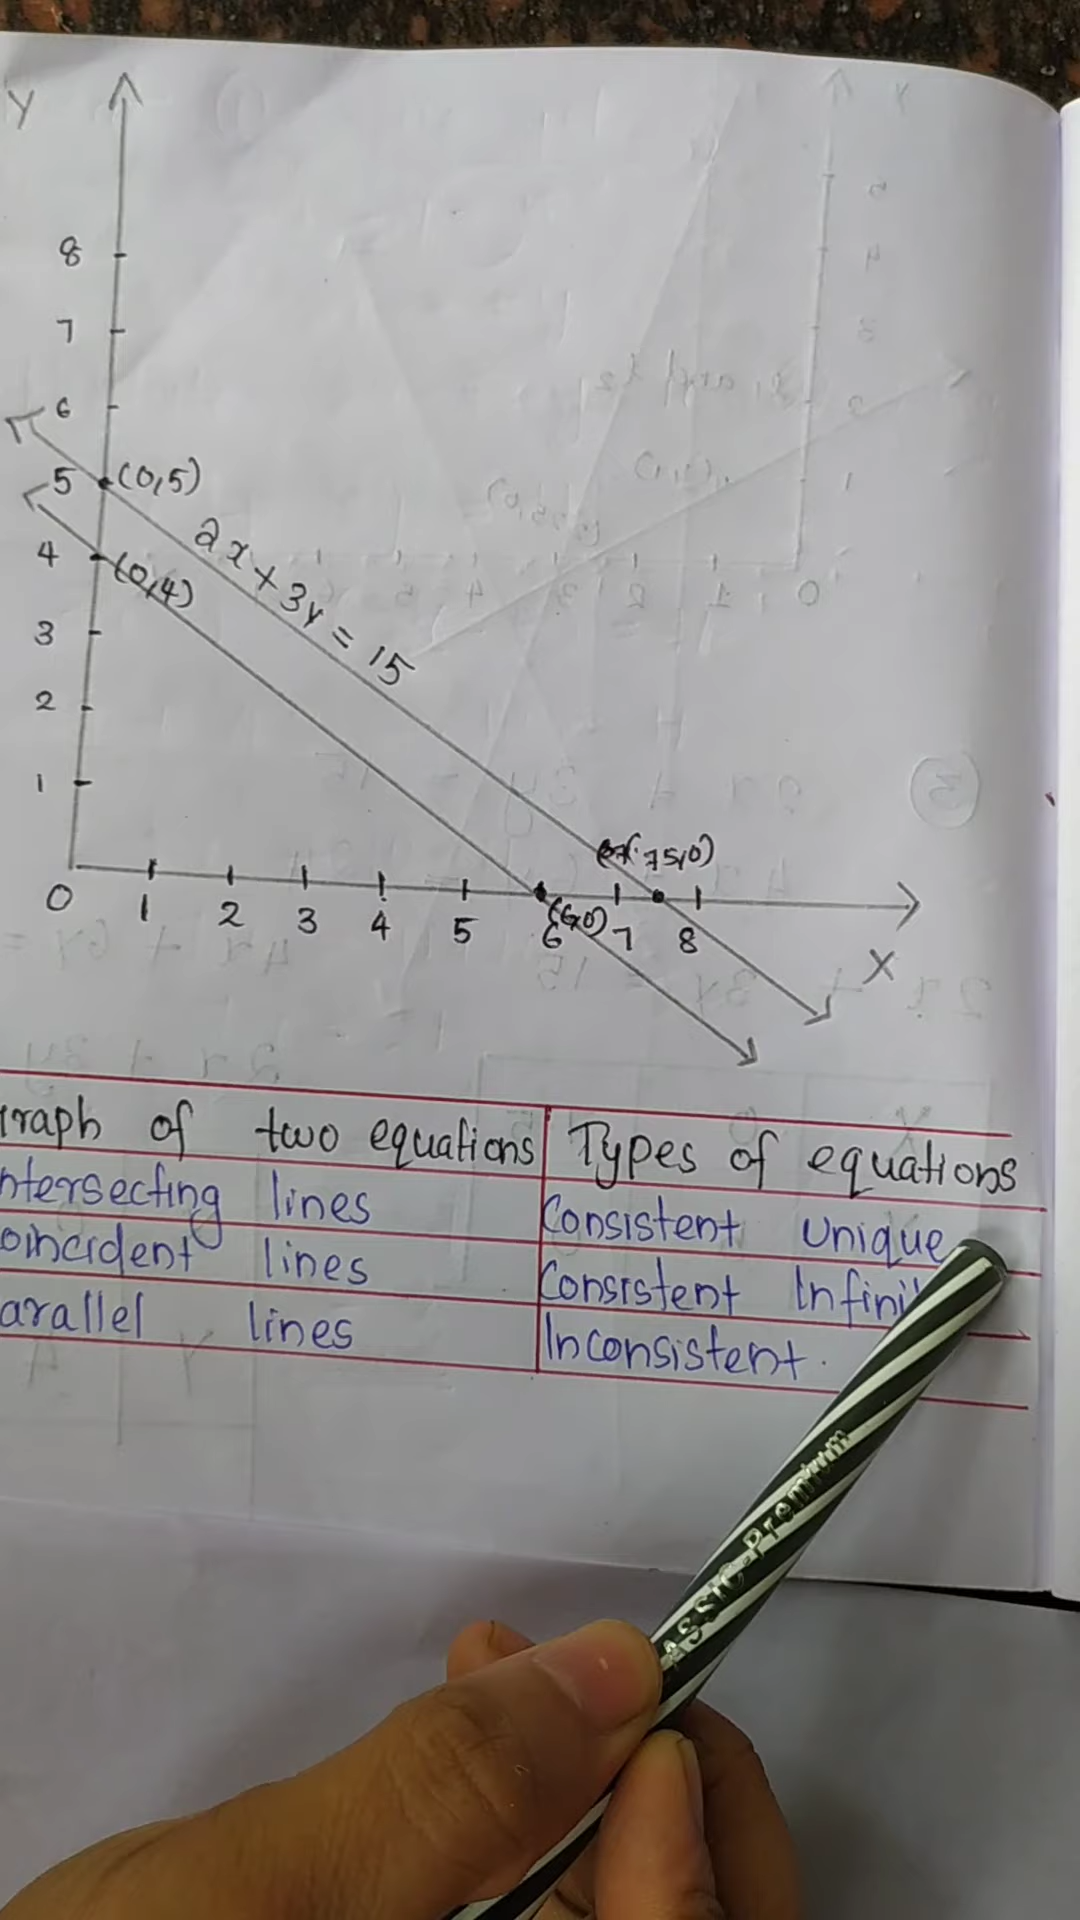 Y
8
7
6
5 (0,5)
4 (0,4)
2x + 3y = 15
3
2
1
(7.75,0)
0 1 2 3 4 5 6 7 8
(6,0)
X
raph of two equations Types of equations
ntersecting lines Consistent Unique
oincident lines Consistent Infini
arallel lines Inconsistent.
ASSIC-Premium